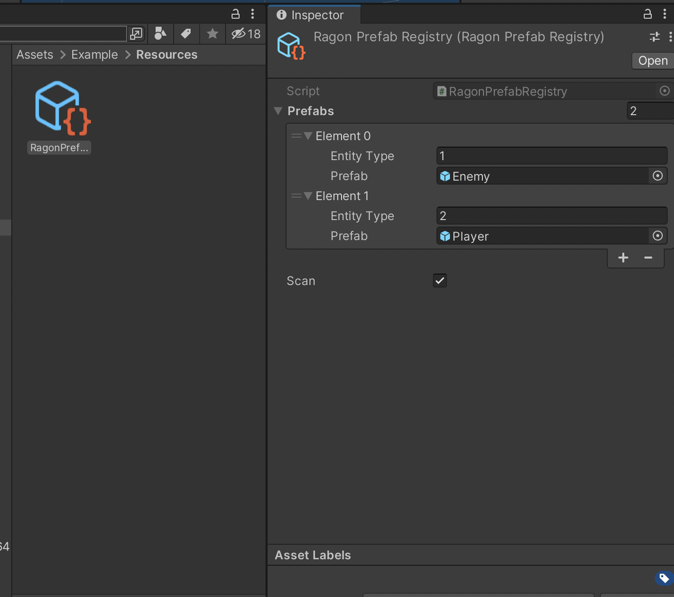 18
Assets > Example > Resources
RagonPref...
64
Inspector
Ragon Prefab Registry (Ragon Prefab Registry)
Open
Script
RagonPrefabRegistry
Prefabs
2
Element 0
Entity Type
1
Prefab
Enemy
Element 1
Entity Type
2
Prefab
Player
+ −
Scan
Asset Labels